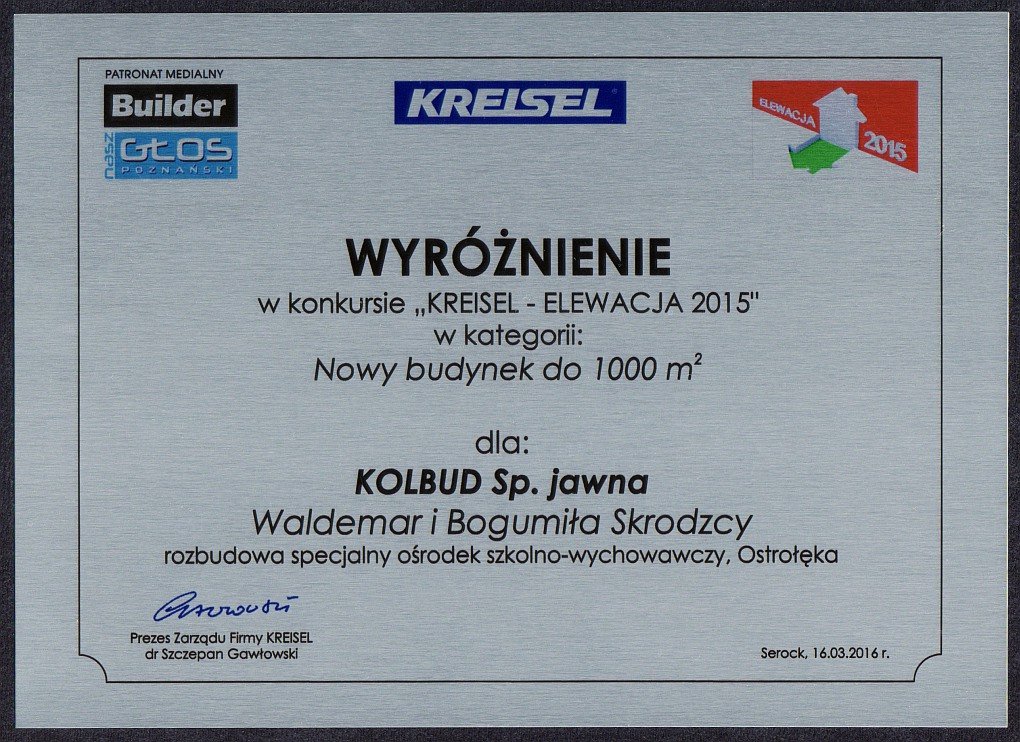 PATRONAT MEDIALNY
Builder
NASZ
GŁOS
POZNAŃSKI
KREISEL
ELEWACJA
2015
WYRÓŻNIENIE
w konkursie „KREISEL - ELEWACJA 2015"
w kategorii:
Nowy budynek do 1000 m²
dla:
KOLBUD Sp. jawna
Waldemar i Bogumiła Skrodzcy
rozbudowa specjalny ośrodek szkolno-wychowawczy, Ostrołęka
Prezes Zarządu Firmy KREISEL
dr Szczepan Gawłowski
Serock, 16.03.2016 r.